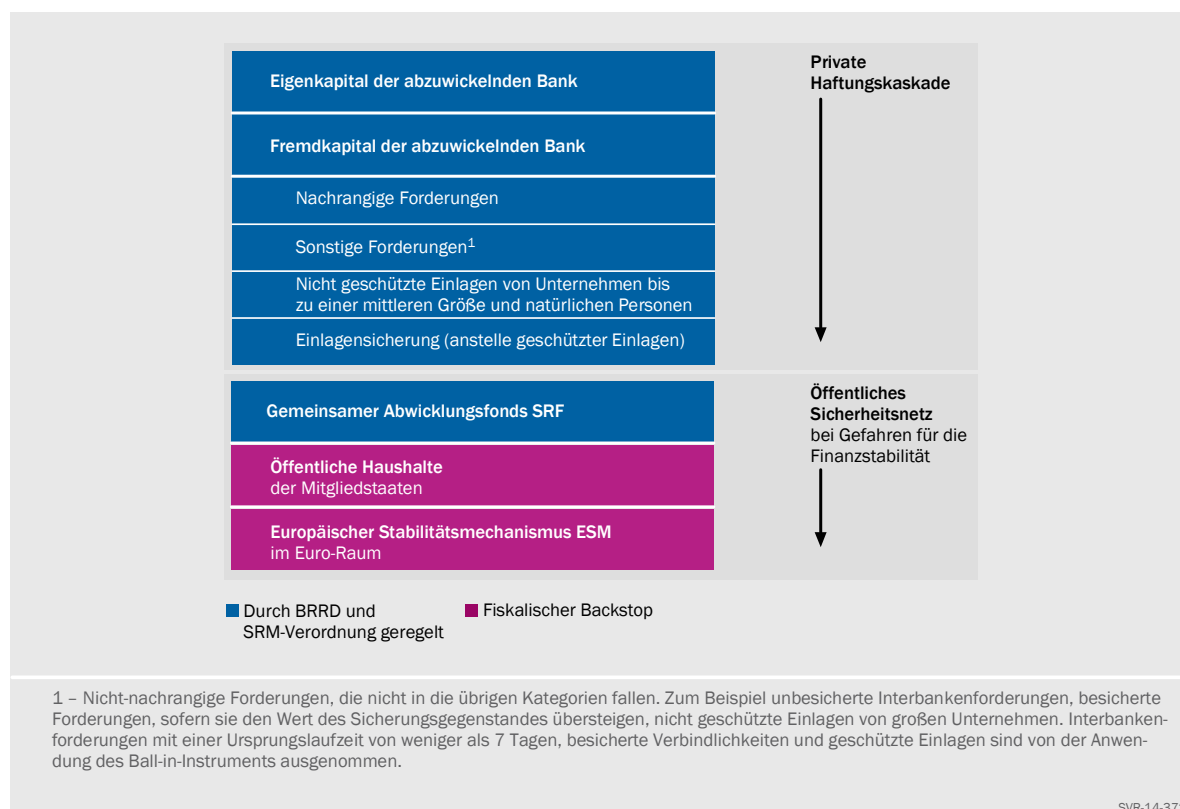 Eigenkapital der abzuwickelnden Bank
Fremdkapital der abzuwickelnden Bank
Nachrangige Forderungen
Sonstige Forderungen1
Nicht geschützte Einlagen von Unternehmen bis
zu einer mittleren Größe und natürlichen Personen
Einlagensicherung (anstelle geschützter Einlagen)
Private
Haftungskaskade
Gemeinsamer Abwicklungsfonds SRF
Öffentliche Haushalte
der Mitgliedstaaten
Europäischer Stabilitätsmechanismus ESM
im Euro-Raum
Öffentliches
Sicherheitsnetz
bei Gefahren für die
Finanzstabilität
Durch BRRD und
SRM-Verordnung geregelt
Fiskalischer Backstop
1 – Nicht-nachrangige Forderungen, die nicht in die übrigen Kategorien fallen. Zum Beispiel unbesicherte Interbankenforderungen, besicherte
Forderungen, sofern sie den Wert des Sicherungsgegenstandes übersteigen, nicht geschützte Einlagen von großen Unternehmen. Interbanken-
forderungen mit einer Ursprungslaufzeit von weniger als 7 Tagen, besicherte Verbindlichkeiten und geschützte Einlagen sind von der Anwen-
dung des Ball-in-Instruments ausgenommen.